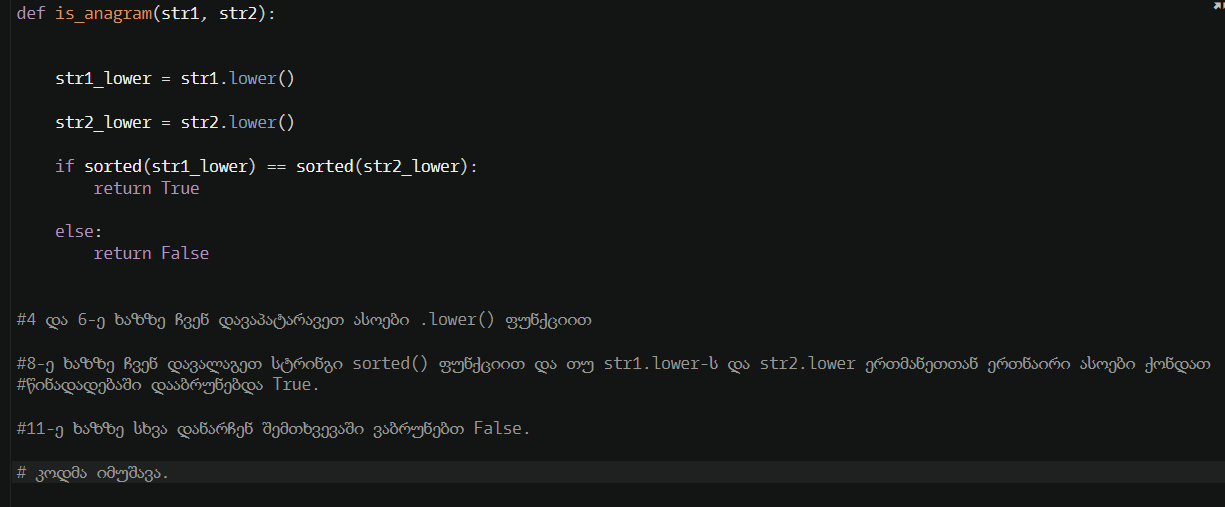 def is_anagram(str1, str2):
    str1_lower = str1.lower()
    str2_lower = str2.lower()
    if sorted(str1_lower) == sorted(str2_lower):
        return True
    else:
        return False
#4 და 6-ე ხაზზე ჩვენ დავაპატარავეთ ასოები .lower() ფუნქციით
#8-ე ხაზზე ჩვენ დავალაგეთ სტრინგი sorted() ფუნქციით და თუ str1.lower-ს და str2.lower ერთმანეთთან ერთნაირი ასოები ქონდათ
#წინადადებაში დააბრუნებდა True.
#11-ე ხაზზე სხვა დანარჩენ შემთხვევაში ვაბრუნებთ False.
# კოდმა იმუშავა.